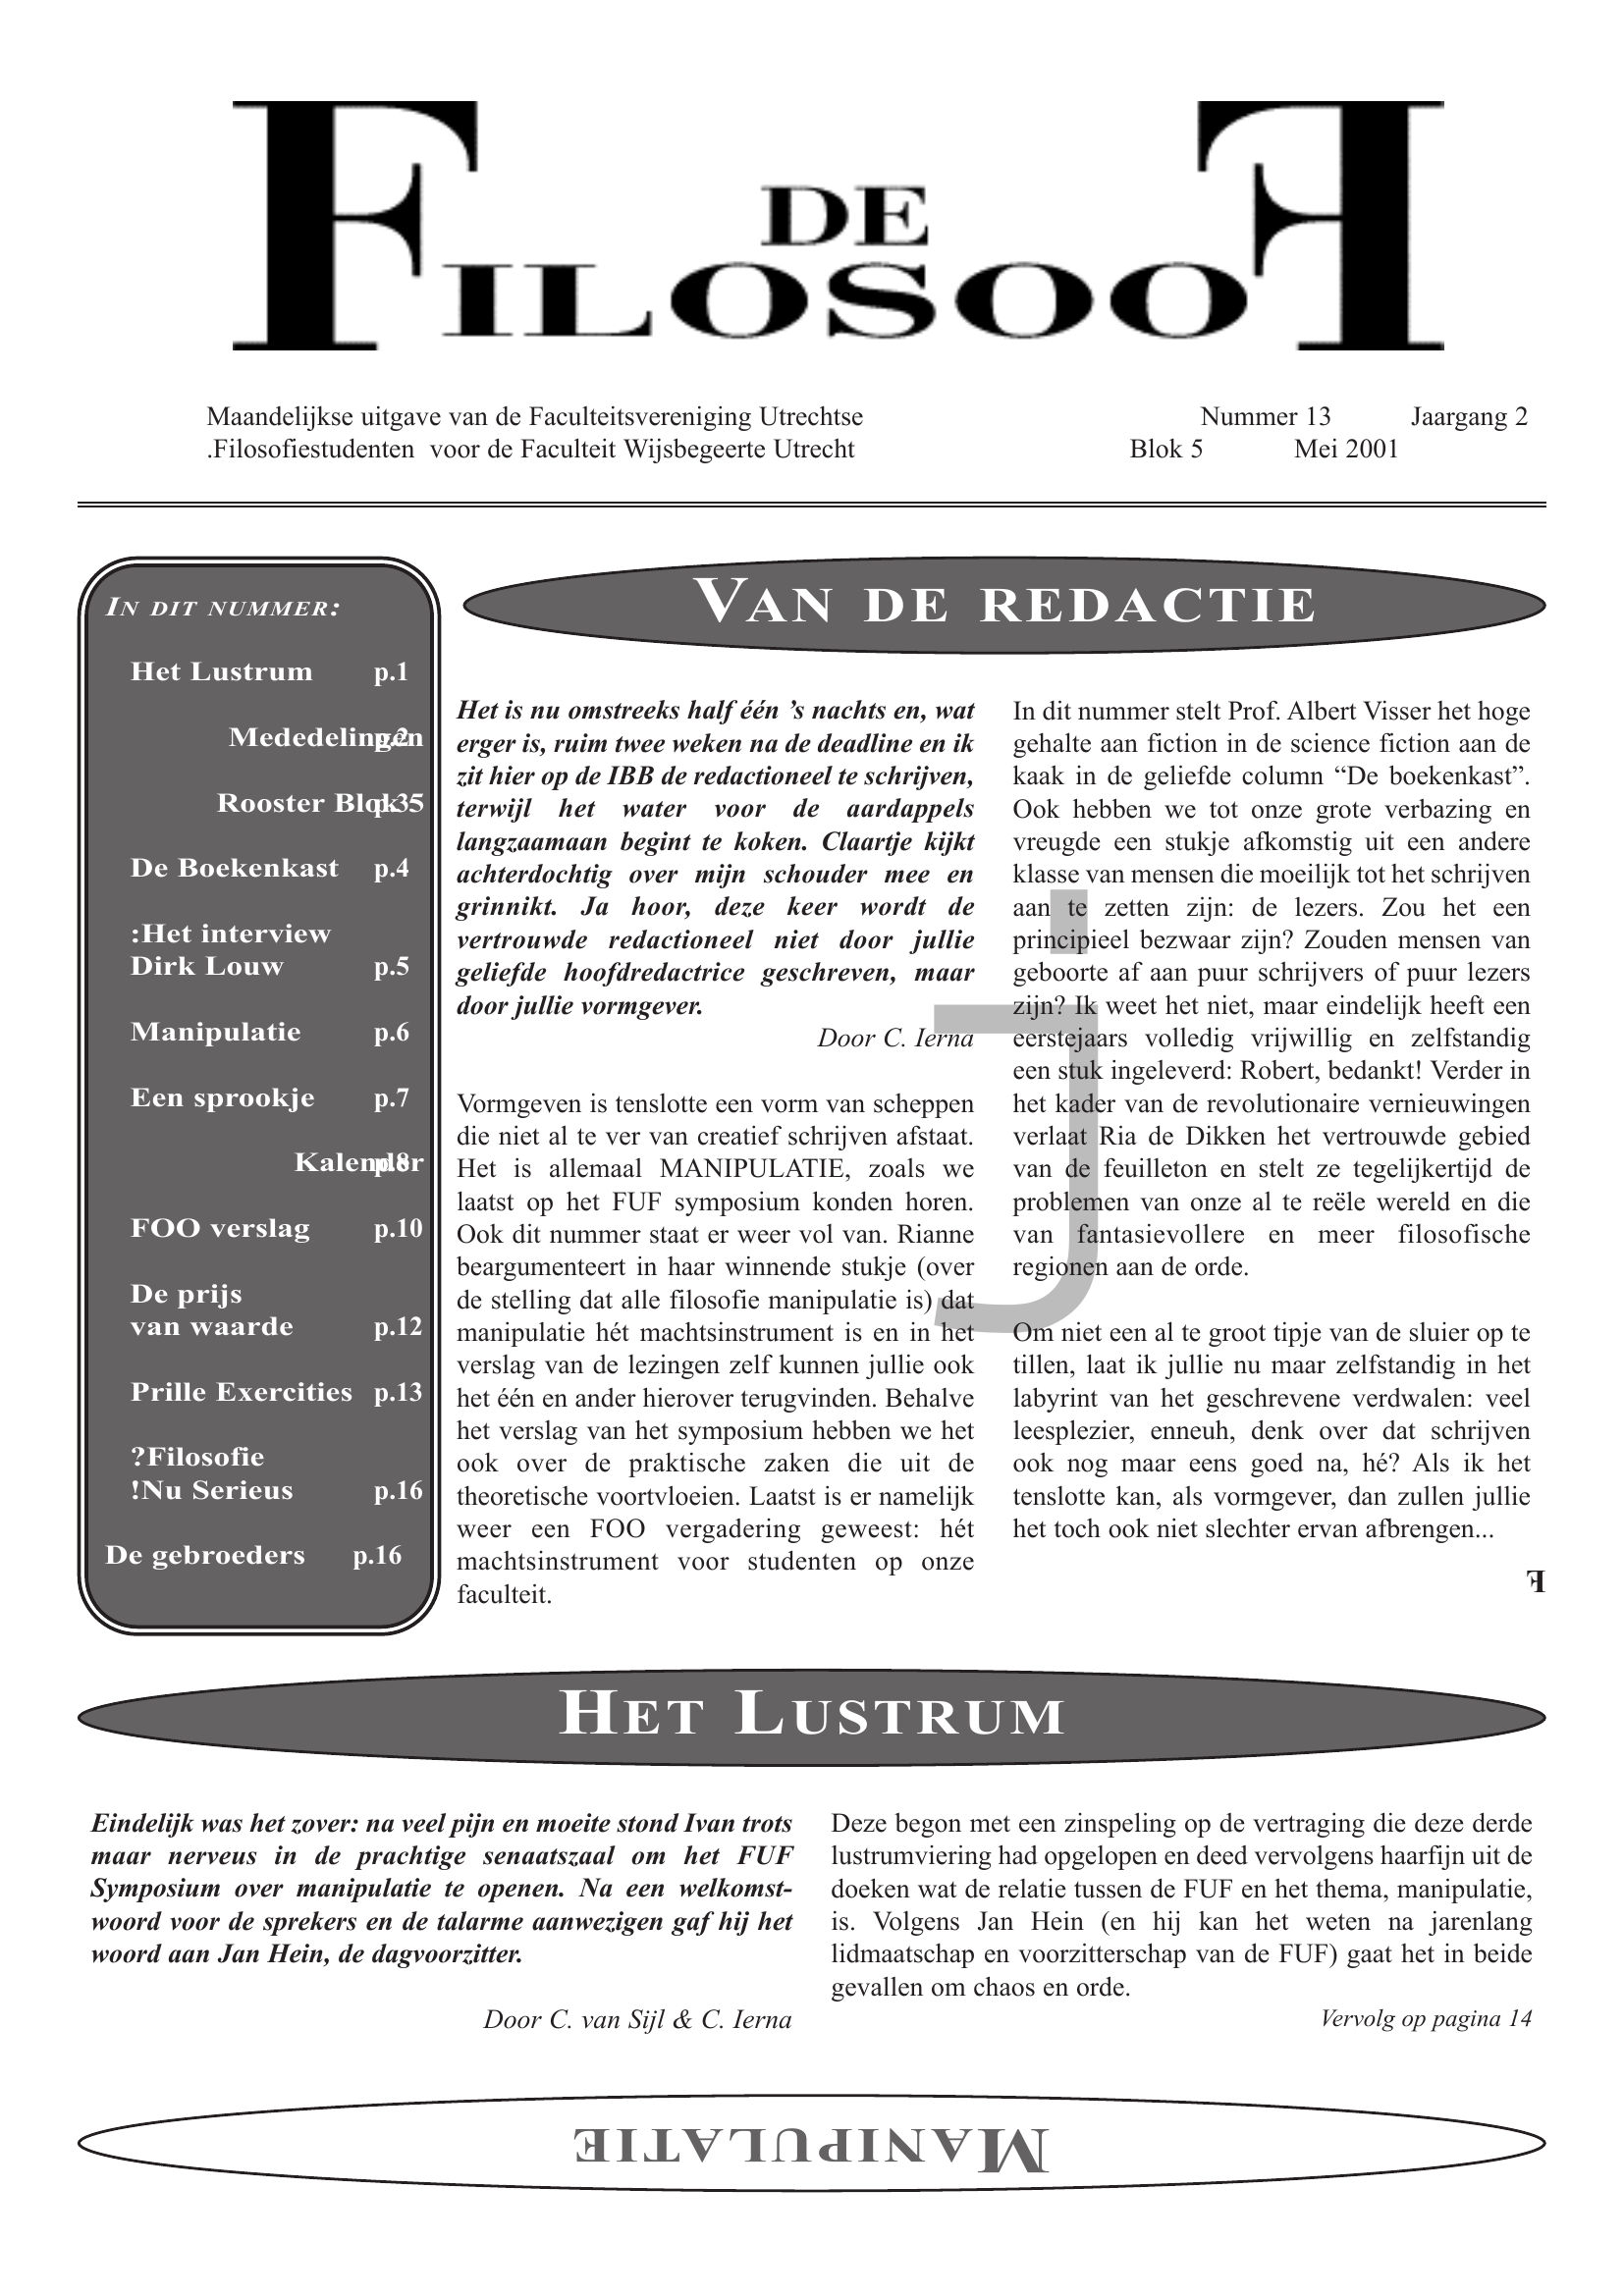 DE
FILOSOOF
Maandelijkse uitgave van de Faculteitsvereniging Utrechtse
.Filosofiestudenten voor de Faculteit Wijsbegeerte Utrecht
Nummer 13 Jaargang 2
Blok 5 Mei 2001
IN DIT NUMMER:
Het Lustrum p.1
Mededelingen p.2
Rooster Blok 5 p.3
De Boekenkast p.4
:Het interview
Dirk Louw p.5
Manipulatie p.6
Een sprookje p.7
Kalender p.8
FOO verslag p.10
De prijs
van waarde p.12
Prille Exercities p.13
?Filosofie
!Nu Serieus p.16
De gebroeders p.16
VAN DE REDACTIE
Het is nu omstreeks half één ’s nachts en, wat
erger is, ruim twee weken na de deadline en ik
zit hier op de IBB de redactioneel te schrijven,
terwijl het water voor de aardappels
langzaamaan begint te koken. Claartje kijkt
achterdochtig over mijn schouder mee en
grinnikt. Ja hoor, deze keer wordt de
vertrouwde redactioneel niet door jullie
geliefde hoofdredactrice geschreven, maar
door jullie vormgever.
Door C. Ierna
Vormgeven is tenslotte een vorm van scheppen
die niet al te ver van creatief schrijven afstaat.
Het is allemaal MANIPULATIE, zoals we
laatst op het FUF symposium konden horen.
Ook dit nummer staat er weer vol van. Rianne
beargumenteert in haar winnende stukje (over
de stelling dat alle filosofie manipulatie is) dat
manipulatie hét machtsinstrument is en in het
verslag van de lezingen zelf kunnen jullie ook
het één en ander hierover terugvinden. Behalve
het verslag van het symposium hebben we het
ook over de praktische zaken die uit de
theoretische voortvloeien. Laatst is er namelijk
weer een FOO vergadering geweest: hét
machtsinstrument voor studenten op onze
faculteit.
In dit nummer stelt Prof. Albert Visser het hoge
gehalte aan fiction in de science fiction aan de
kaak in de geliefde column “De boekenkast”.
Ook hebben we tot onze grote verbazing en
vreugde een stukje afkomstig uit een andere
klasse van mensen die moeilijk tot het schrijven
aan te zetten zijn: de lezers. Zou het een
principieel bezwaar zijn? Zouden mensen van
geboorte af aan puur schrijvers of puur lezers
zijn? Ik weet het niet, maar eindelijk heeft een
eerstejaars volledig vrijwillig en zelfstandig
een stuk ingeleverd: Robert, bedankt! Verder in
het kader van de revolutionaire vernieuwingen
verlaat Ria de Dikken het vertrouwde gebied
van de feuilleton en stelt ze tegelijkertijd de
problemen van onze al te reële wereld en die
van fantasievollere en meer filosofische
regionen aan de orde.
Om niet een al te groot tipje van de sluier op te
tillen, laat ik jullie nu maar zelfstandig in het
labyrint van het geschrevene verdwalen: veel
leesplezier, enneuh, denk over dat schrijven
ook nog maar eens goed na, hé? Als ik het
tenslotte kan, als vormgever, dan zullen jullie
het toch ook niet slechter ervan afbrengen...
F
j
HET LUSTRUM
Eindelijk was het zover: na veel pijn en moeite stond Ivan trots
maar nerveus in de prachtige senaatszaal om het FUF
Symposium over manipulatie te openen. Na een welkomst-
woord voor de sprekers en de talarme aanwezigen gaf hij het
woord aan Jan Hein, de dagvoorzitter.
Door C. van Sijl & C. Ierna
Deze begon met een zinspeling op de vertraging die deze derde
lustrumviering had opgelopen en deed vervolgens haarfijn uit de
doeken wat de relatie tussen de FUF en het thema, manipulatie,
is. Volgens Jan Hein (en hij kan het weten na jarenlang
lidmaatschap en voorzitterschap van de FUF) gaat het in beide
gevallen om chaos en orde.
Vervolg op pagina 14
MANIPULATIE